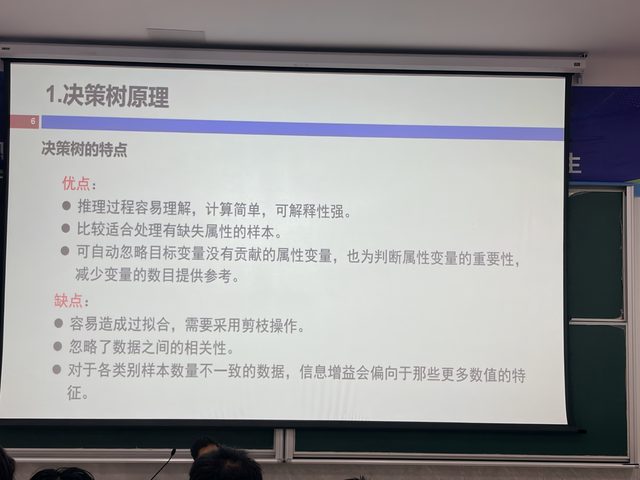 1.决策树原理
6
决策树的特点
优点：
推理过程容易理解，计算简单，可解释性强。
比较适合处理有缺失属性的样本。
可自动忽略目标变量没有贡献的属性变量，也为判断属性变量的重要性，
减少变量的数目提供参考。
缺点：
容易造成过拟合，需要采用剪枝操作。
忽略了数据之间的相关性。
对于各类别样本数量不一致的数据，信息增益会偏向于那些更多数值的特
征。
生